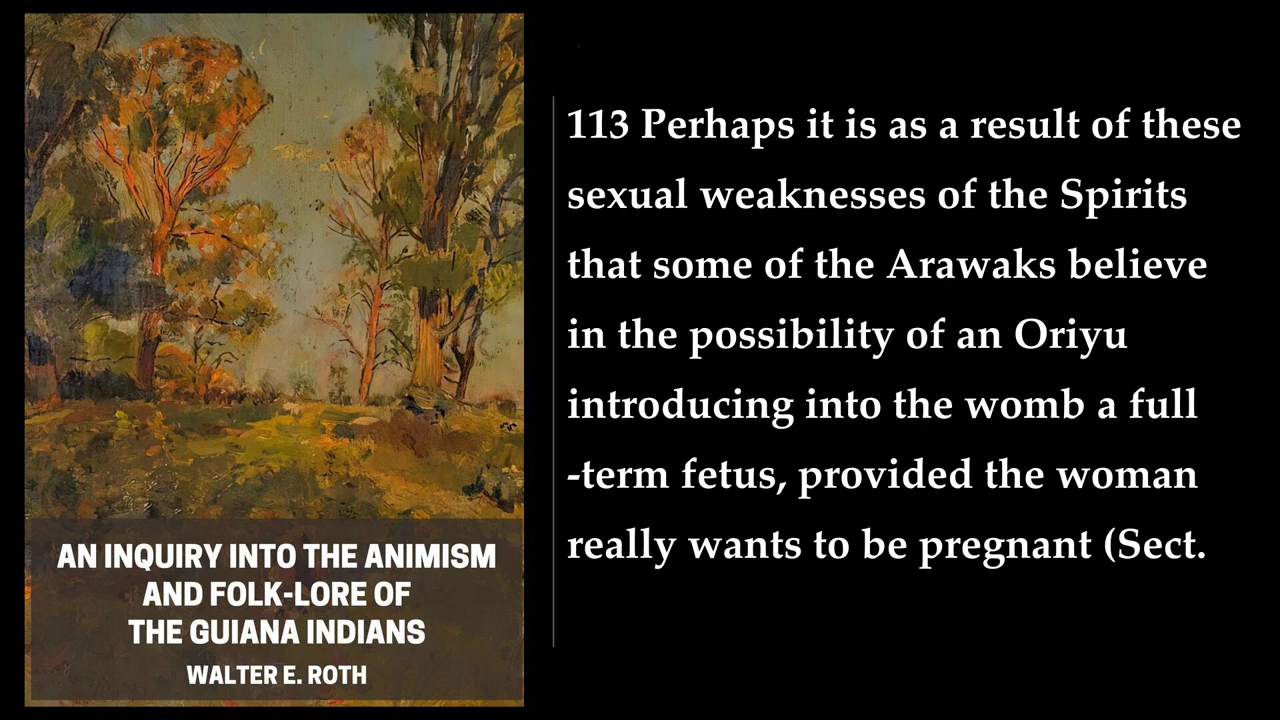 AN INQUIRY INTO THE ANIMISM
AND FOLK-LORE OF
THE GUIANA INDIANS
WALTER E. ROTH
113 Perhaps it is as a result of these
sexual weaknesses of the Spirits
that some of the Arawaks believe
in the possibility of an Oriyu
introducing into the womb a full
-term fetus, provided the woman
really wants to be pregnant (Sect.